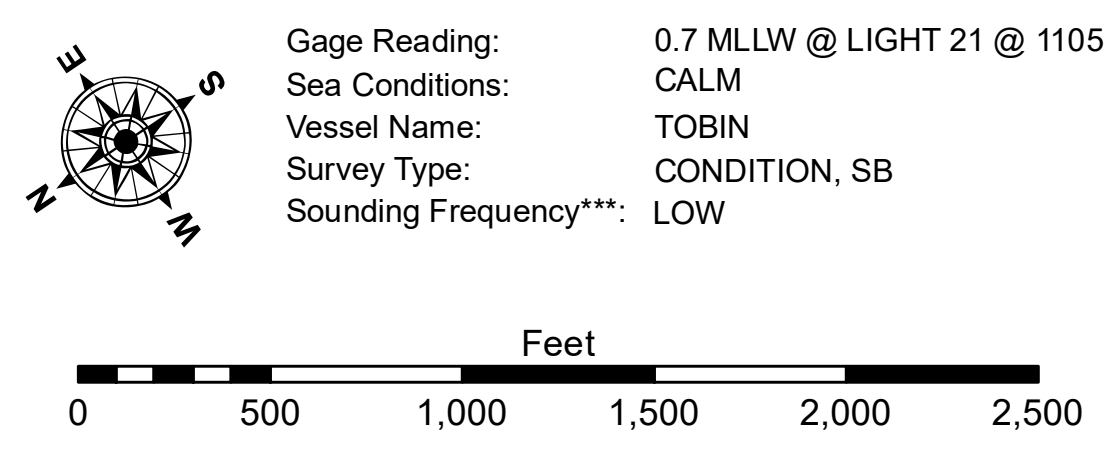 E
S
N
W
Gage Reading: 0.7 MLLW @ LIGHT 21 @ 1105
Sea Conditions: CALM
Vessel Name: TOBIN
Survey Type: CONDITION, SB
Sounding Frequency***: LOW
Feet
0 500 1,000 1,500 2,000 2,500